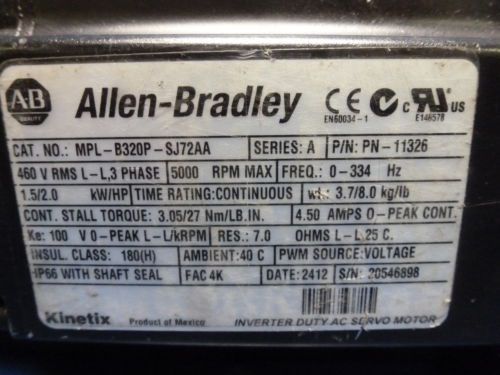 AB
QUALITY
Allen-Bradley
CE
EN60034-1
c UR US
E146578
CAT. NO.: MPL-B320P-SJ72AA SERIES: A P/N: PN-11326
460 V RMS L-L,3 PHASE 5000 RPM MAX FREQ.: 0-334 Hz
1.5/2.0 kW/HP TIME RATING:CONTINUOUS wt: 3.7/8.0 kg/lb
CONT. STALL TORQUE: 3.05/27 Nm/LB.IN. 4.50 AMPS 0-PEAK CONT.
Ke: 100 V 0-PEAK L-L/kRPM RES.: 7.0 OHMS L-L,25 C.
INSUL. CLASS: 180(H) AMBIENT:40 C PWM SOURCE:VOLTAGE
IP66 WITH SHAFT SEAL FAC 4K DATE: 2412 S/N: 20546898
Kinetix Product of Mexico INVERTER DUTY AC SERVO MOTOR